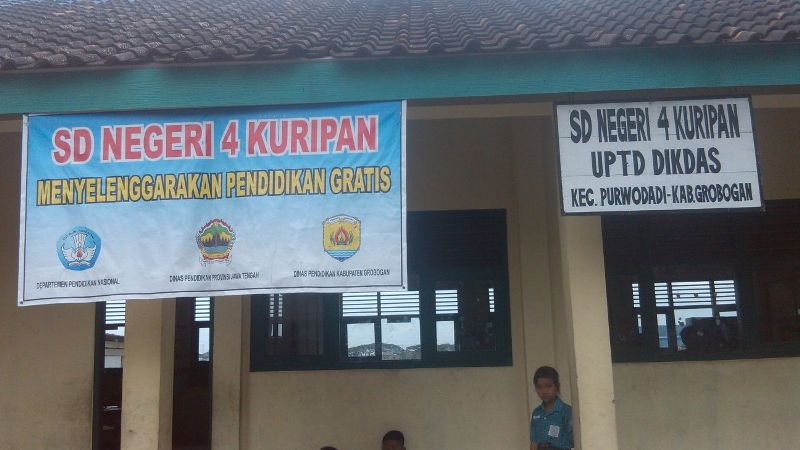 SD NEGERI 4 KURIPAN
MENYELENGGARAKAN PENDIDIKAN GRATIS
DEPARTEMEN PENDIDIKAN NASIONAL
DINAS PENDIDIKAN PROVINSI JAWA TENGAH
DINAS PENDIDIKAN KABUPATEN GROBOGAN
SD NEGERI 4 KURIPAN
UPTD DIKDAS
KEC. PURWODADI-KAB.GROBOGAN